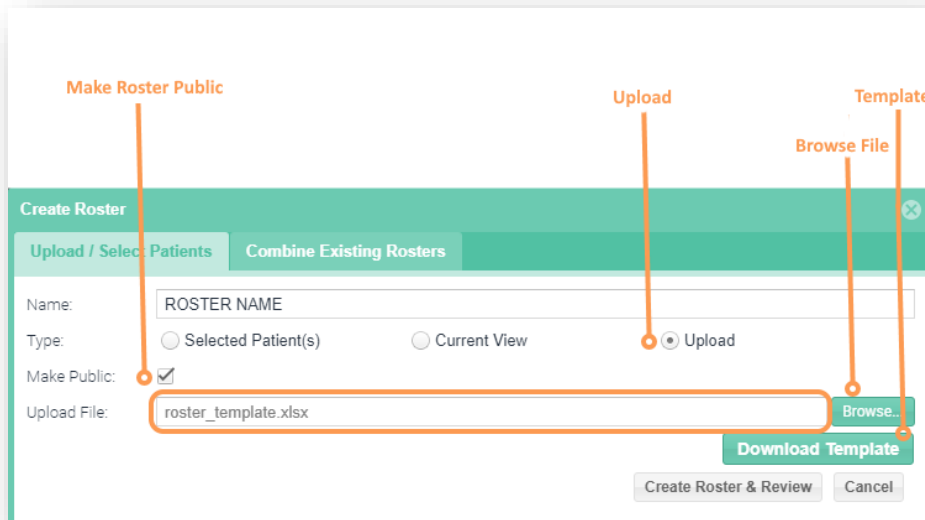 Make Roster Public
Upload
Template
Browse File
Create Roster
Upload / Select Patients
Combine Existing Rosters
Name:
ROSTER NAME
Type:
Selected Patient(s)
Current View
Upload
Make Public:
Upload File:
roster_template.xlsx
Browse...
Download Template
Create Roster & Review
Cancel